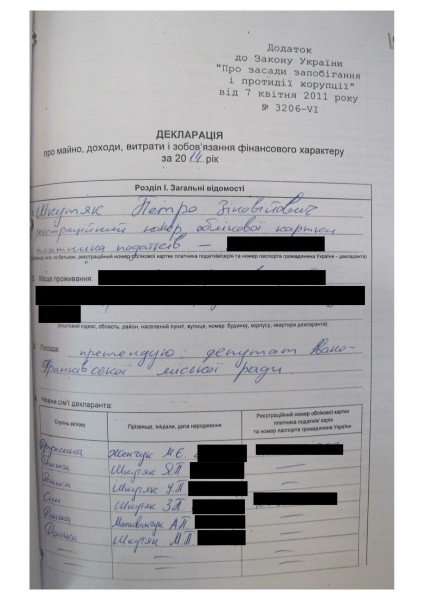 Додаток
до Закону України
"Про засади запобігання
і протидії корупції"
від 7 квітня 2011 року
№ 3206-VI
ДЕКЛАРАЦІЯ
про майно, доходи, витрати і зобов'язання фінансового характеру
за 2014 рік
Розділ I. Загальні відомості
Шкутяк Петро Зіновійович
реєстраційний номер облікової картки
платника податків —
по батькові, реєстраційний номер облікової картки платника податків/серія та номер паспорта громадянина України - декларанта)
Місце проживання:
(поштовий індекс, область, район, населений пункт, вулиця, номер: будинку, корпусу, квартири декларанта)
Посада: претендую: депутат Івано-
Франківської міської ради
Члени сім'ї декларанта:
Ступінь зв'язку Прізвище, ініціали, дата народження Реєстраційний номер облікової картки
платника податків/ серія
та номер паспорта громадянина України
Дружина М.Є.
Донька Шкутяк
Донька Шкутяк
Син Шкутяк З.П
Донька А.П
Донька Шкутяк М.П